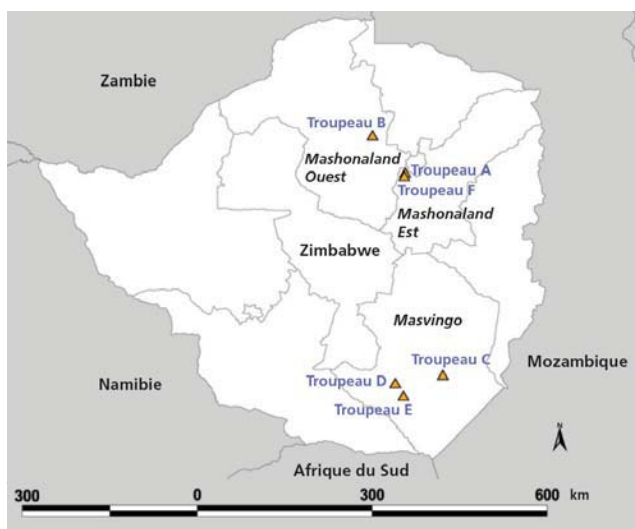 Zambie
Troupeau B
Mashonaland
Ouest
Troupeau A
Troupeau F
Mashonaland
Est
Zimbabwe
Masvingo
Troupeau C
Mozambique
Troupeau D
Namibie
Troupeau E
N
Afrique du Sud
300 0 300 600 km